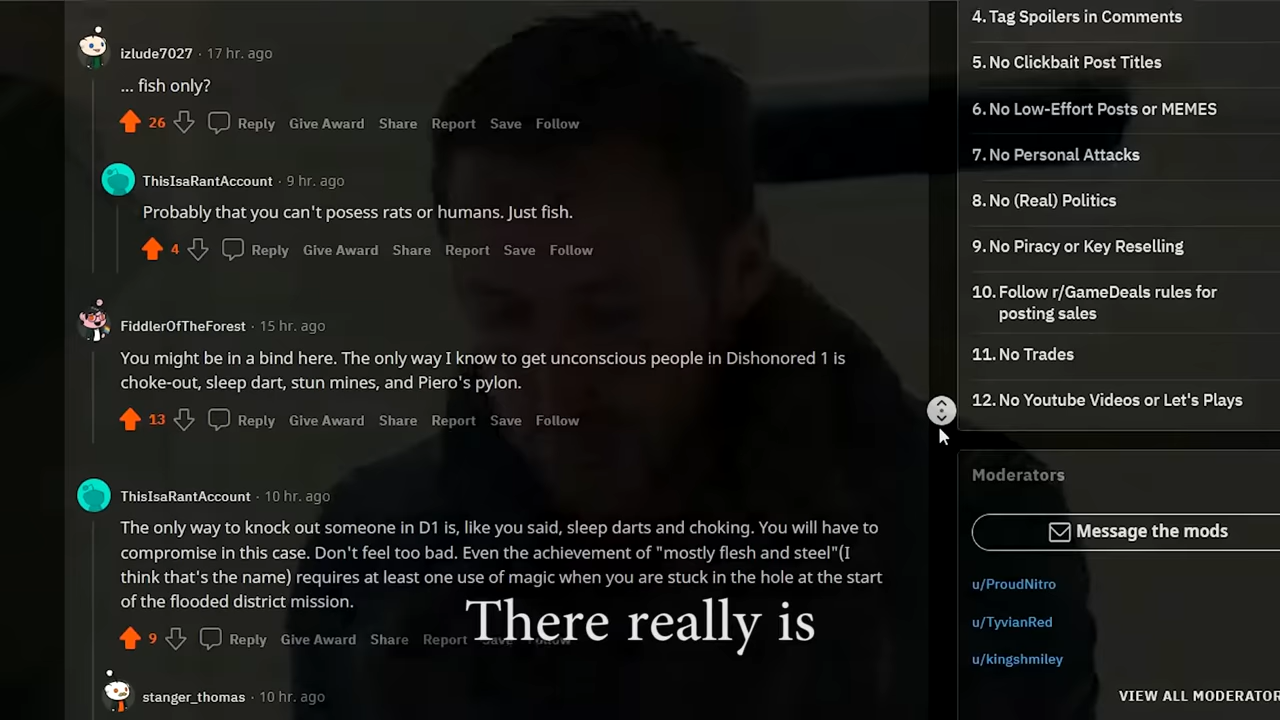 izlude7027 · 17 hr. ago
... fish only?
26 Reply Give Award Share Report Save Follow
ThisIsaRantAccount · 9 hr. ago
Probably that you can't posess rats or humans. Just fish.
4 Reply Give Award Share Report Save Follow
FiddlerOfTheForest · 15 hr. ago
You might be in a bind here. The only way I know to get unconscious people in Dishonored 1 is
choke-out, sleep dart, stun mines, and Piero's pylon.
13 Reply Give Award Share Report Save Follow
ThisIsaRantAccount · 10 hr. ago
The only way to knock out someone in D1 is, like you said, sleep darts and choking. You will have to
compromise in this case. Don't feel too bad. Even the achievement of "mostly flesh and steel"(I
think that's the name) requires at least one use of magic when you are stuck in the hole at the start
of the flooded district mission.
9 Reply Give Award Share Report Save Follow
There really is
stanger_thomas · 10 hr. ago
4. Tag Spoilers in Comments
5. No Clickbait Post Titles
6. No Low-Effort Posts or MEMES
7. No Personal Attacks
8. No (Real) Politics
9. No Piracy or Key Reselling
10. Follow r/GameDeals rules for
posting sales
11. No Trades
12. No Youtube Videos or Let's Plays
Moderators
Message the mods
u/ProudNitro
u/TyvianRed
u/kingshmiley
VIEW ALL MODERATOR